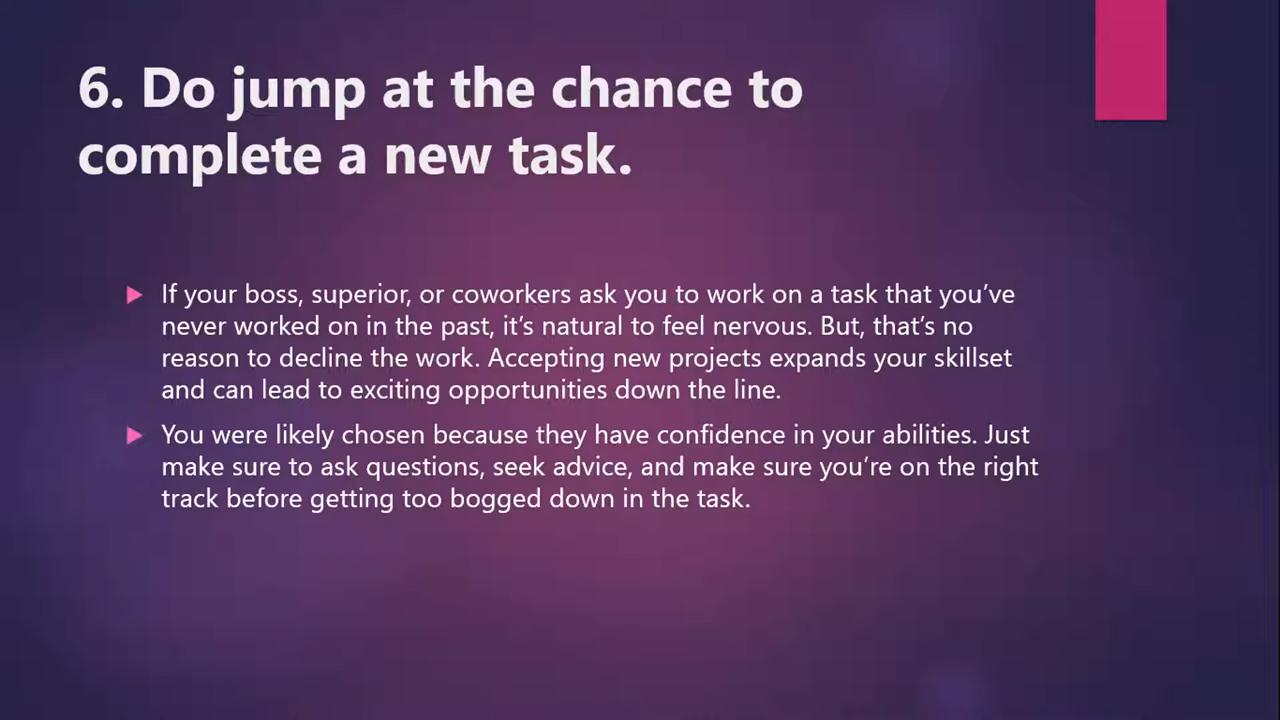 6. Do jump at the chance to
complete a new task.
If your boss, superior, or coworkers ask you to work on a task that you’ve
never worked on in the past, it’s natural to feel nervous. But, that’s no
reason to decline the work. Accepting new projects expands your skillset
and can lead to exciting opportunities down the line.
You were likely chosen because they have confidence in your abilities. Just
make sure to ask questions, seek advice, and make sure you’re on the right
track before getting too bogged down in the task.